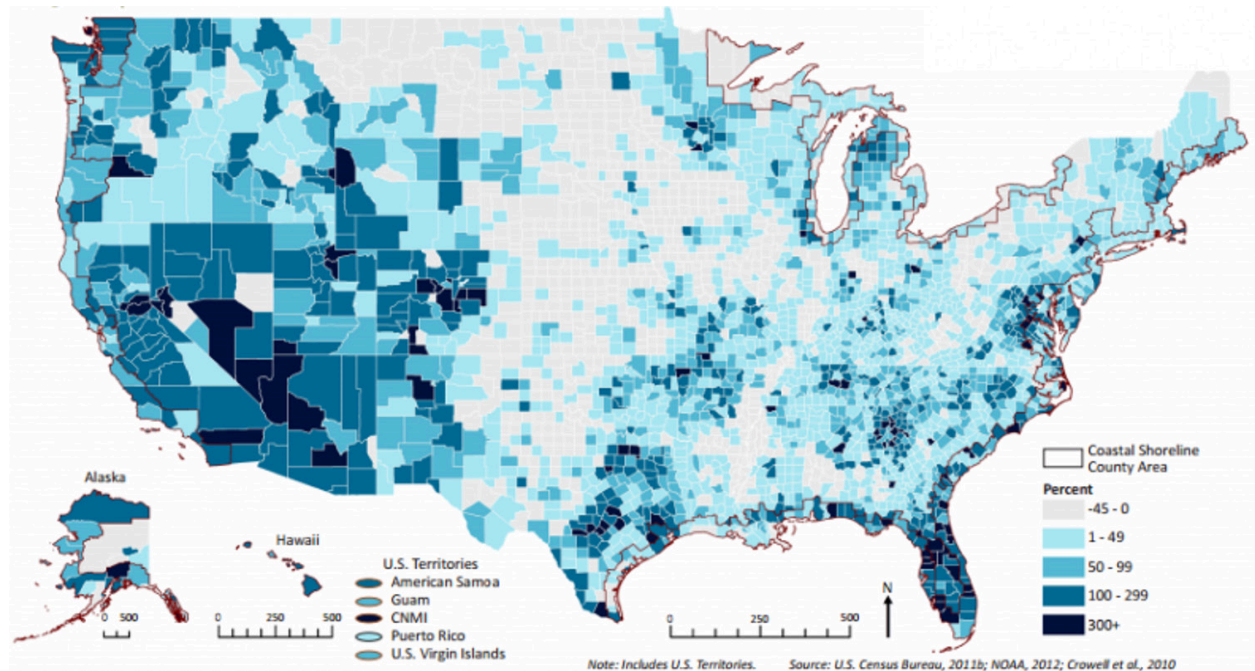 Alaska
0 500
Hawaii
0 250 500
U.S. Territories
American Samoa
Guam
CNMI
Puerto Rico
U.S. Virgin Islands
0 250 500
N
Coastal Shoreline
County Area
Percent
-45 - 0
1 - 49
50 - 99
100 - 299
300+
Note: Includes U.S. Territories. Source: U.S. Census Bureau, 2011b; NOAA, 2012; Crowell et al., 2010